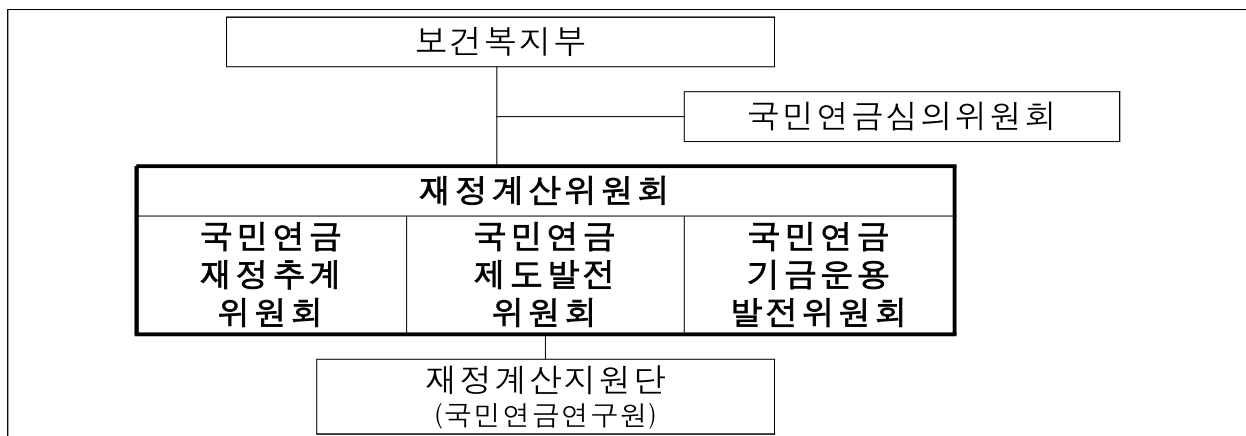 보건복지부
국민연금심의위원회
재정계산위원회
국민연금
재정추계
위원회
국민연금
제도발전
위원회
국민연금
기금운용
발전위원회
재정계산지원단
(국민연금연구원)